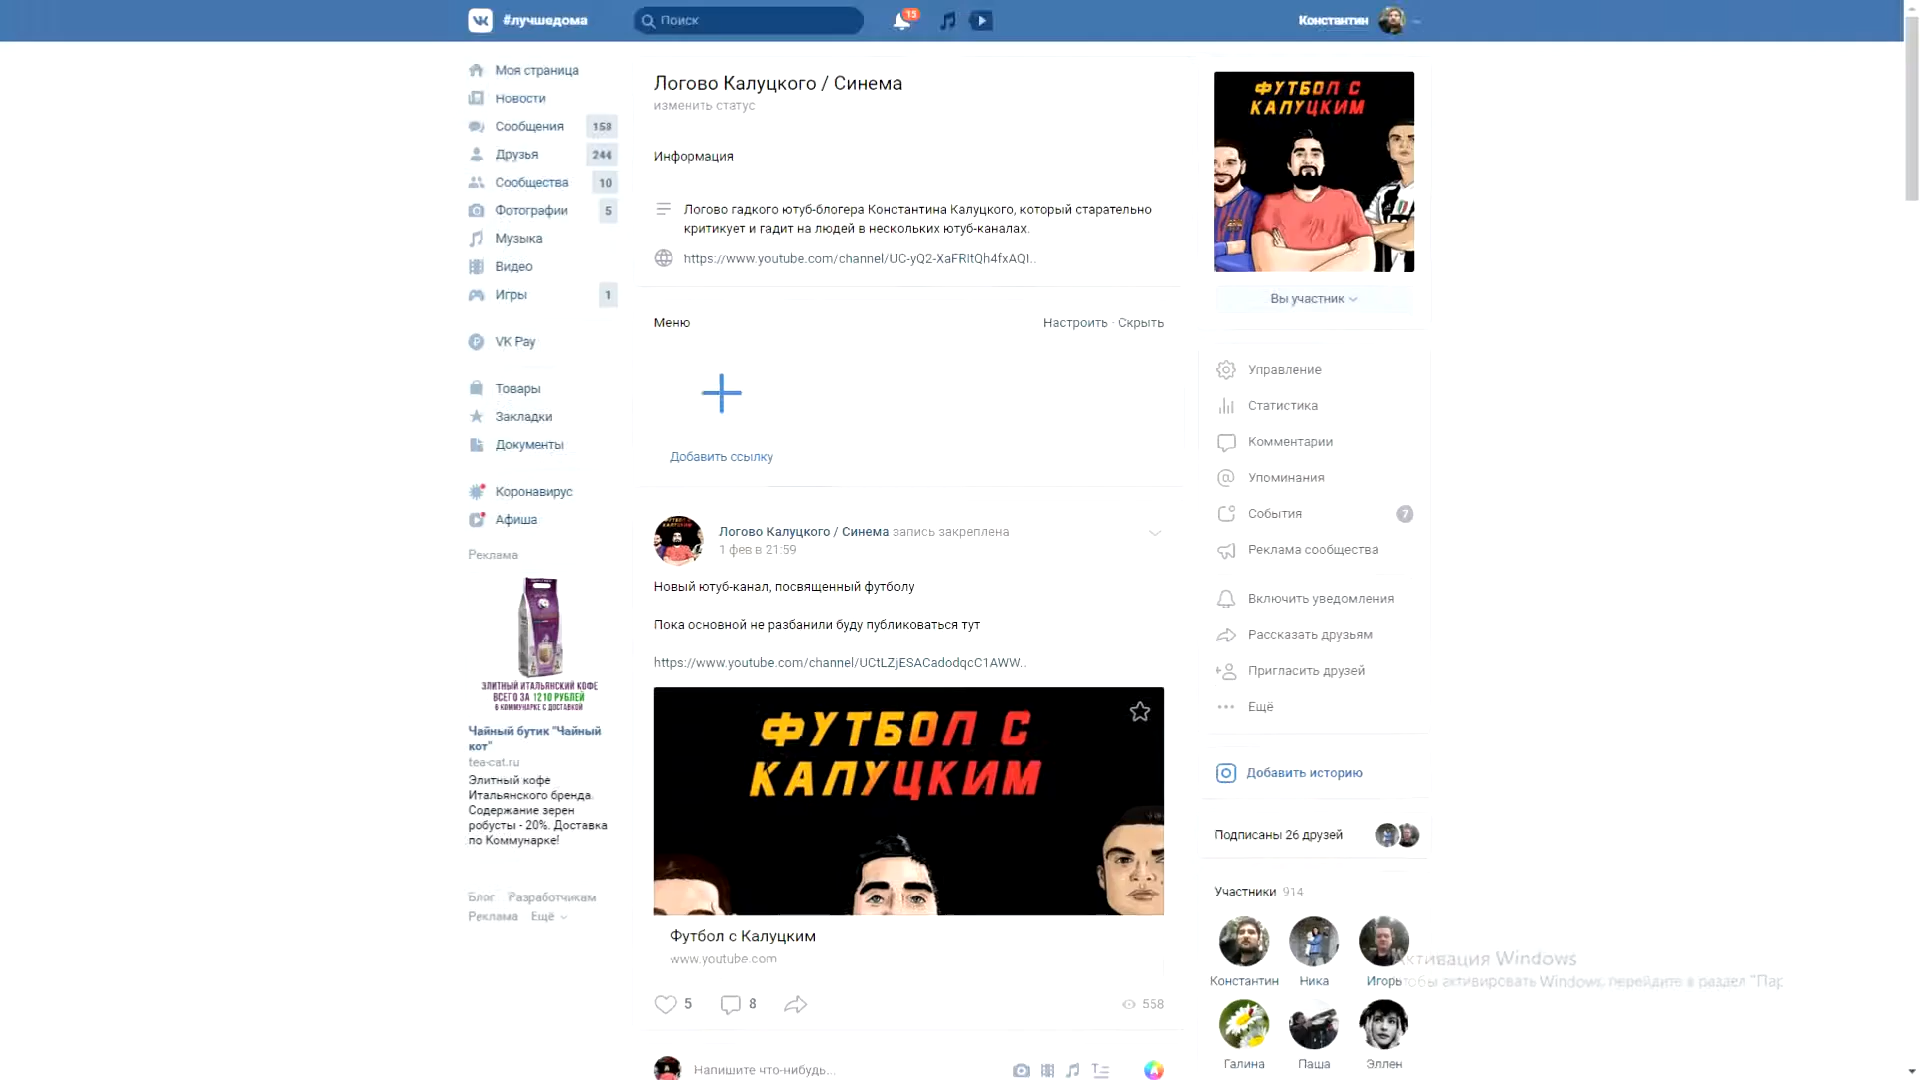 #лучшедома
Поиск
15
Константин
Моя страница
Новости
Сообщения 158
Друзья 244
Сообщества 10
Фотографии 5
Музыка
Видео
Игры 1
VK Pay
Товары
Закладки
Документы
Коронавирус
Афиша
Реклама
ЭЛИТНЫЙ ИТАЛЬЯНСКИЙ КОФЕ
ВСЕГО ЗА 1210 РУБЛЕЙ
В КОММУНАРКЕ С ДОСТАВКОЙ
Чайный бутик "Чайный
кот"
tea-cat.ru
Элитный кофе
Итальянского бренда.
Содержание зерен
робусты - 20%. Доставка
по Коммунарке!
Блог Разработчикам
Реклама Ещё
Логово Калуцкого / Синема
изменить статус
Информация
Логово гадкого ютуб-блогера Константина Калуцкого, который старательно
критикует и гадит на людей в нескольких ютуб-каналах.
https://www.youtube.com/channel/UC-yQ2-XaFRItQh4fxAQI..
Меню
Настроить · Скрыть
Добавить ссылку
Логово Калуцкого / Синема запись закреплена
1 фев в 21:59
Новый ютуб-канал, посвященный футболу
Пока основной не разбанили буду публиковаться тут
https://www.youtube.com/channel/UCtLZjESACadodqcC1AWW..
ФУТБОЛ С
КАЛУЦКИМ
Футбол с Калуцким
www.youtube.com
5
8
558
Напишите что-нибудь...
ФУТБОЛ С
КАЛУЦКИМ
Вы участник
Управление
Статистика
Комментарии
Упоминания
События 7
Реклама сообщества
Включить уведомления
Рассказать друзьям
Пригласить друзей
Ещё
Добавить историю
Подписаны 26 друзей
Участники 914
Константин
Ника
Игорь
Галина
Паша
Эллен
Активация Windows
Чтобы активировать Windows, перейдите в раздел "Пар